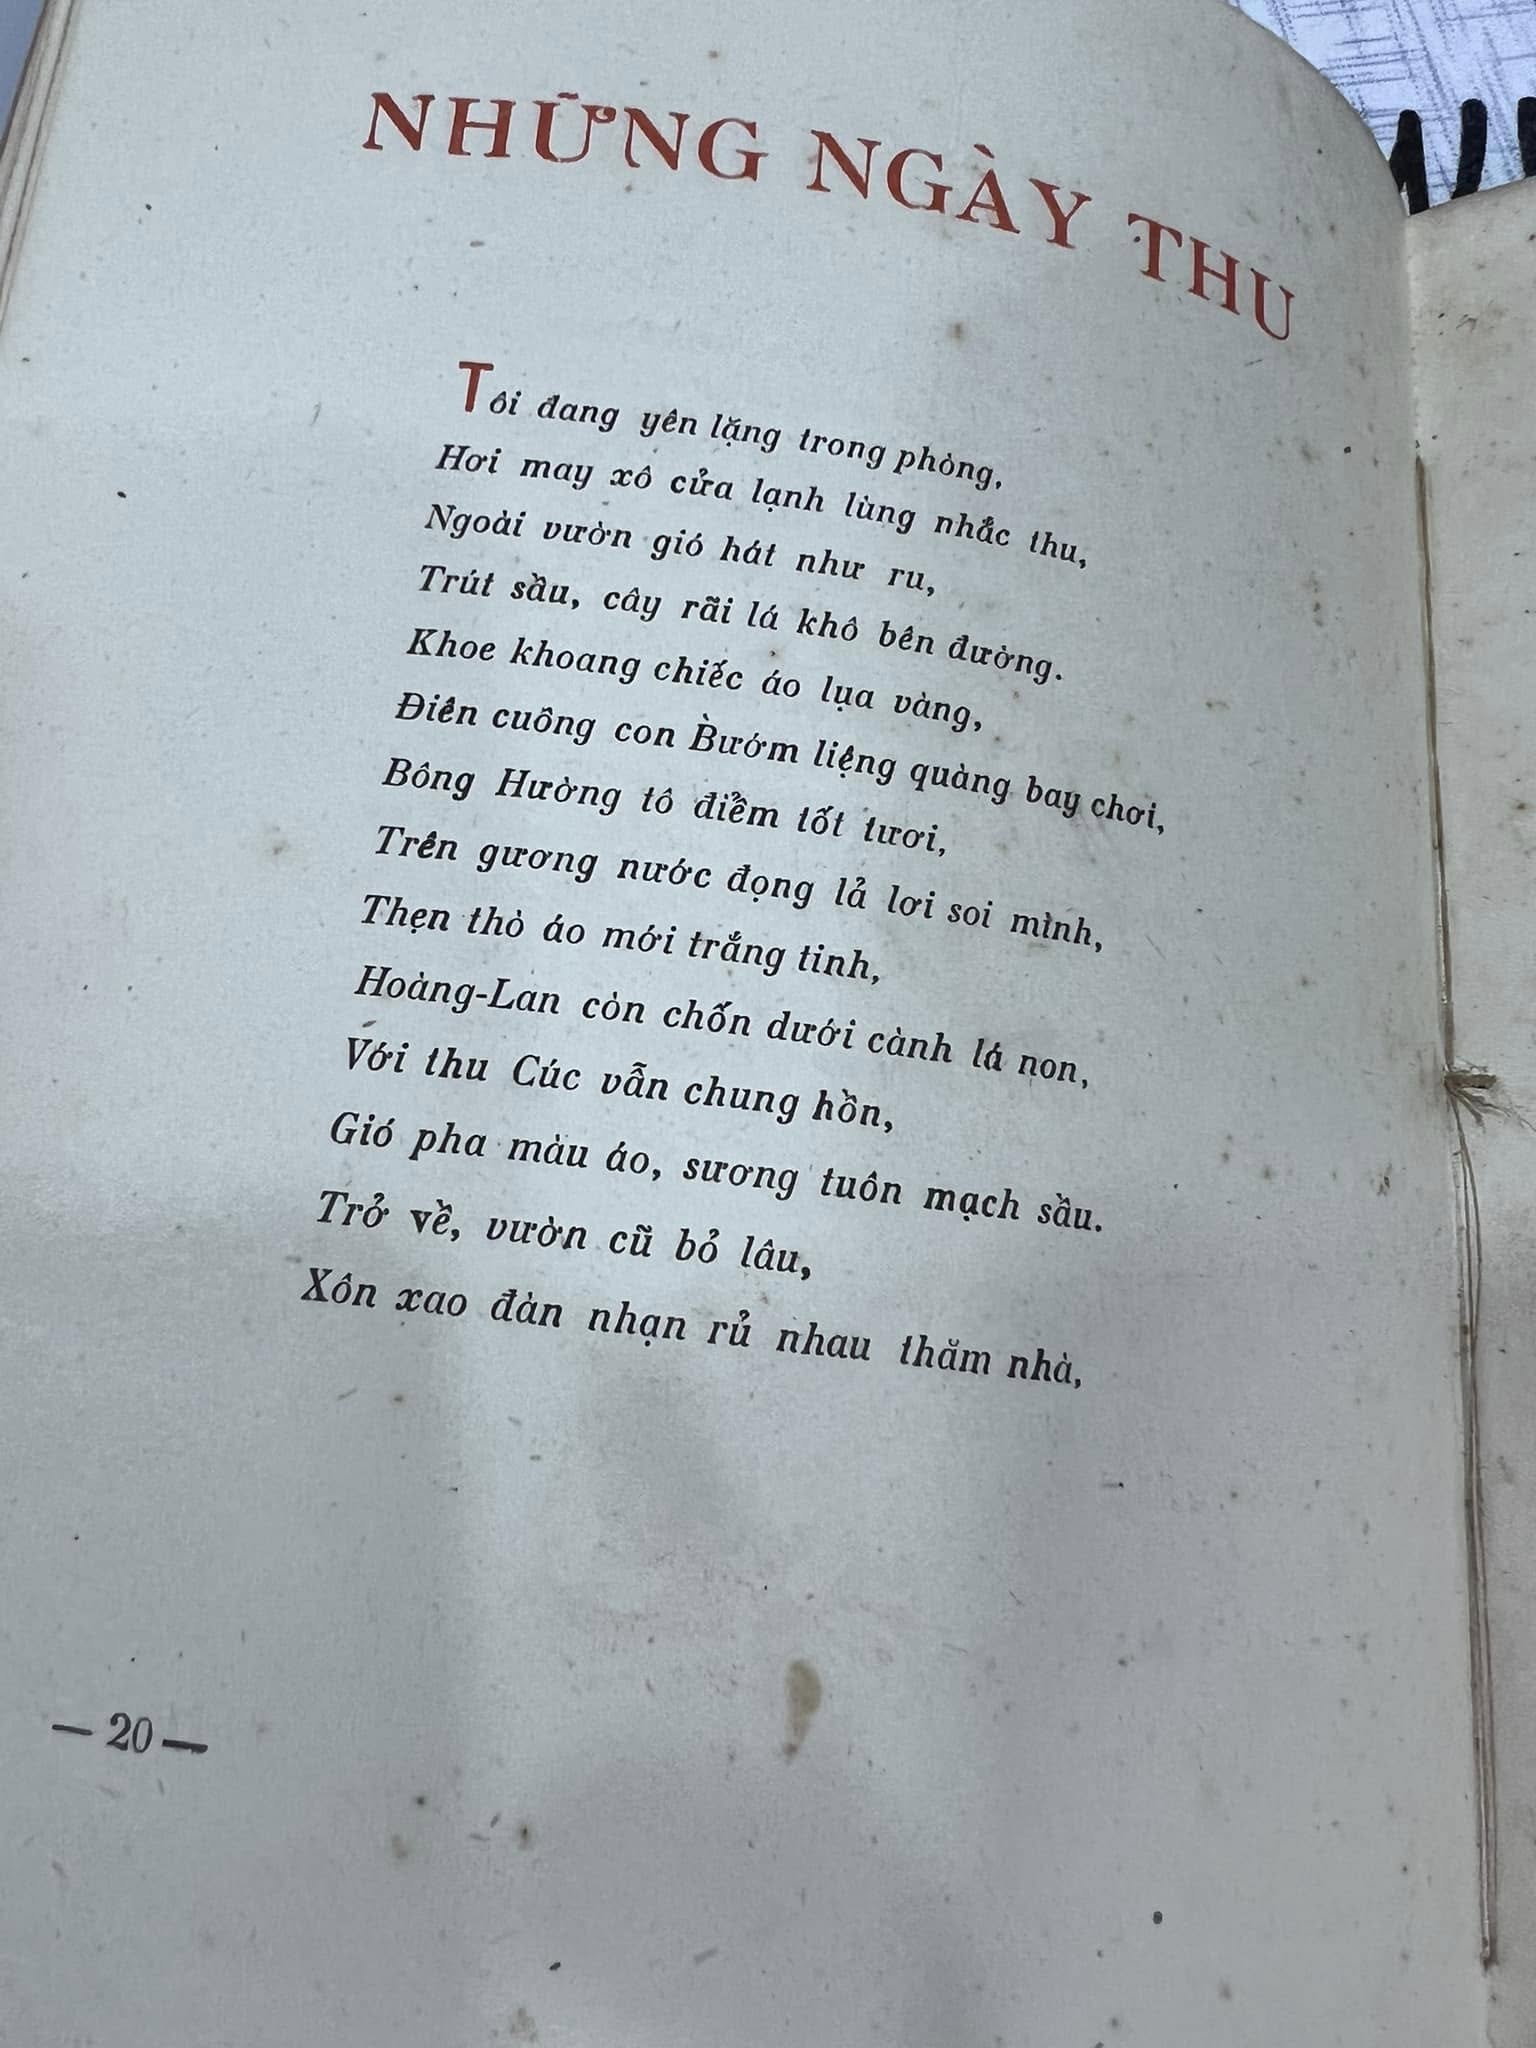 NHỮNG NGÀY THU
Tôi đang yên lặng trong phòng,
Hơi may xô cửa lạnh lùng nhắc thu,
Ngoài vườn gió hát như ru,
Trút sầu, cây rãi lá khô bên đường.
Khoe khoang chiếc áo lụa vàng,
Điên cuông con Bướm liệng quàng bay chơi,
Bông Hường tô điểm tốt tươi,
Trên gương nước đọng lả lơi soi mình,
Thẹn thò áo mới trắng tinh,
Hoàng-Lan còn chốn dưới cành lá non,
Với thu Cúc vẫn chung hồn,
Gió pha màu áo, sương tuôn mạch sầu.
Trở về, vườn cũ bỏ lâu,
Xôn xao đàn nhạn rủ nhau thăm nhà,
— 20 —